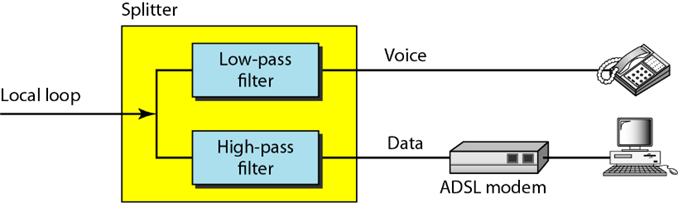 Splitter
Low-pass
filter
Voice
Local loop
High-pass
filter
Data
ADSL modem